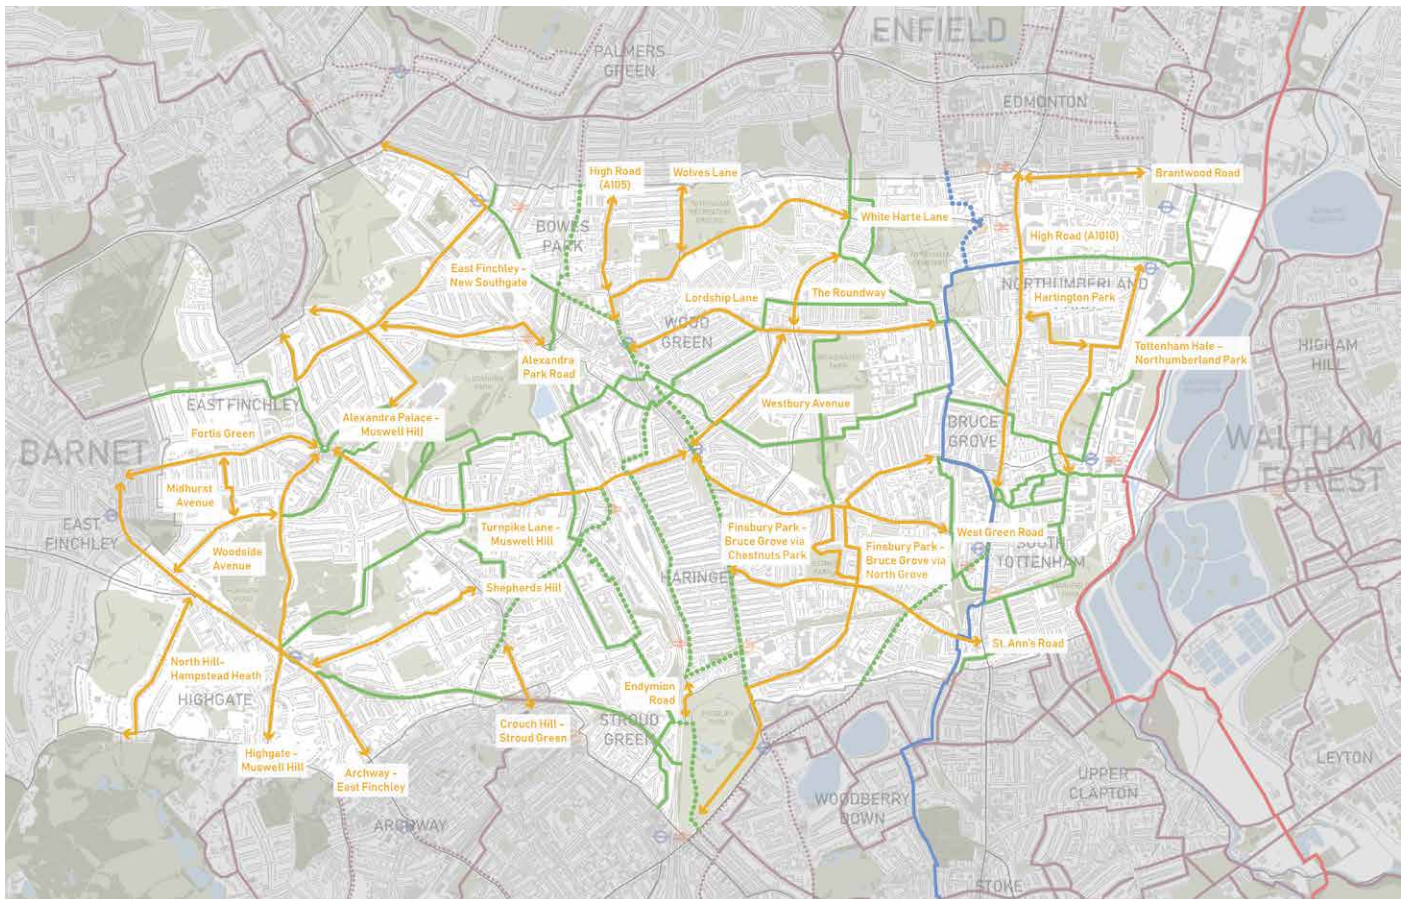 ENFIELD
PALMERS
GREEN
EDMONTON
High Road
(A105)
Wolves Lane
Brantwood Road
BOWES
PARK
White Harte Lane
High Road (A1010)
East Finchley -
New Southgate
Lordship Lane
The Roundway
NORTHUMBERLAND
Hartington Park
WOOD
GREEN
Tottenham Hale -
Northumberland Park
HIGHAM
HILL
Alexandra
Park Road
EAST FINCHLEY
Alexandra Palace -
Muswell Hill
Westbury Avenue
Fortis Green
BRUCE
GROVE
BARNET
WALTHAM
FOREST
Midhurst
Avenue
EAST
FINCHLEY
Turnpike Lane -
Muswell Hill
Finsbury Park -
Bruce Grove via
Chestnuts Park
Finsbury Park -
Bruce Grove via
North Grove
West Green Road
SOUTH
TOTTENHAM
Woodside
Avenue
Shepherds Hill
HARINGEY
St. Ann's Road
North Hill-
Hampstead Heath
HIGHGATE
Endymion
Road
Crouch Hill -
Stroud Green
STROUD
GREEN
Highgate -
Muswell Hill
Archway -
East Finchley
LEYTON
UPPER
CLAPTON
WOODBERRY
DOWN
ARCHWAY
STOKE